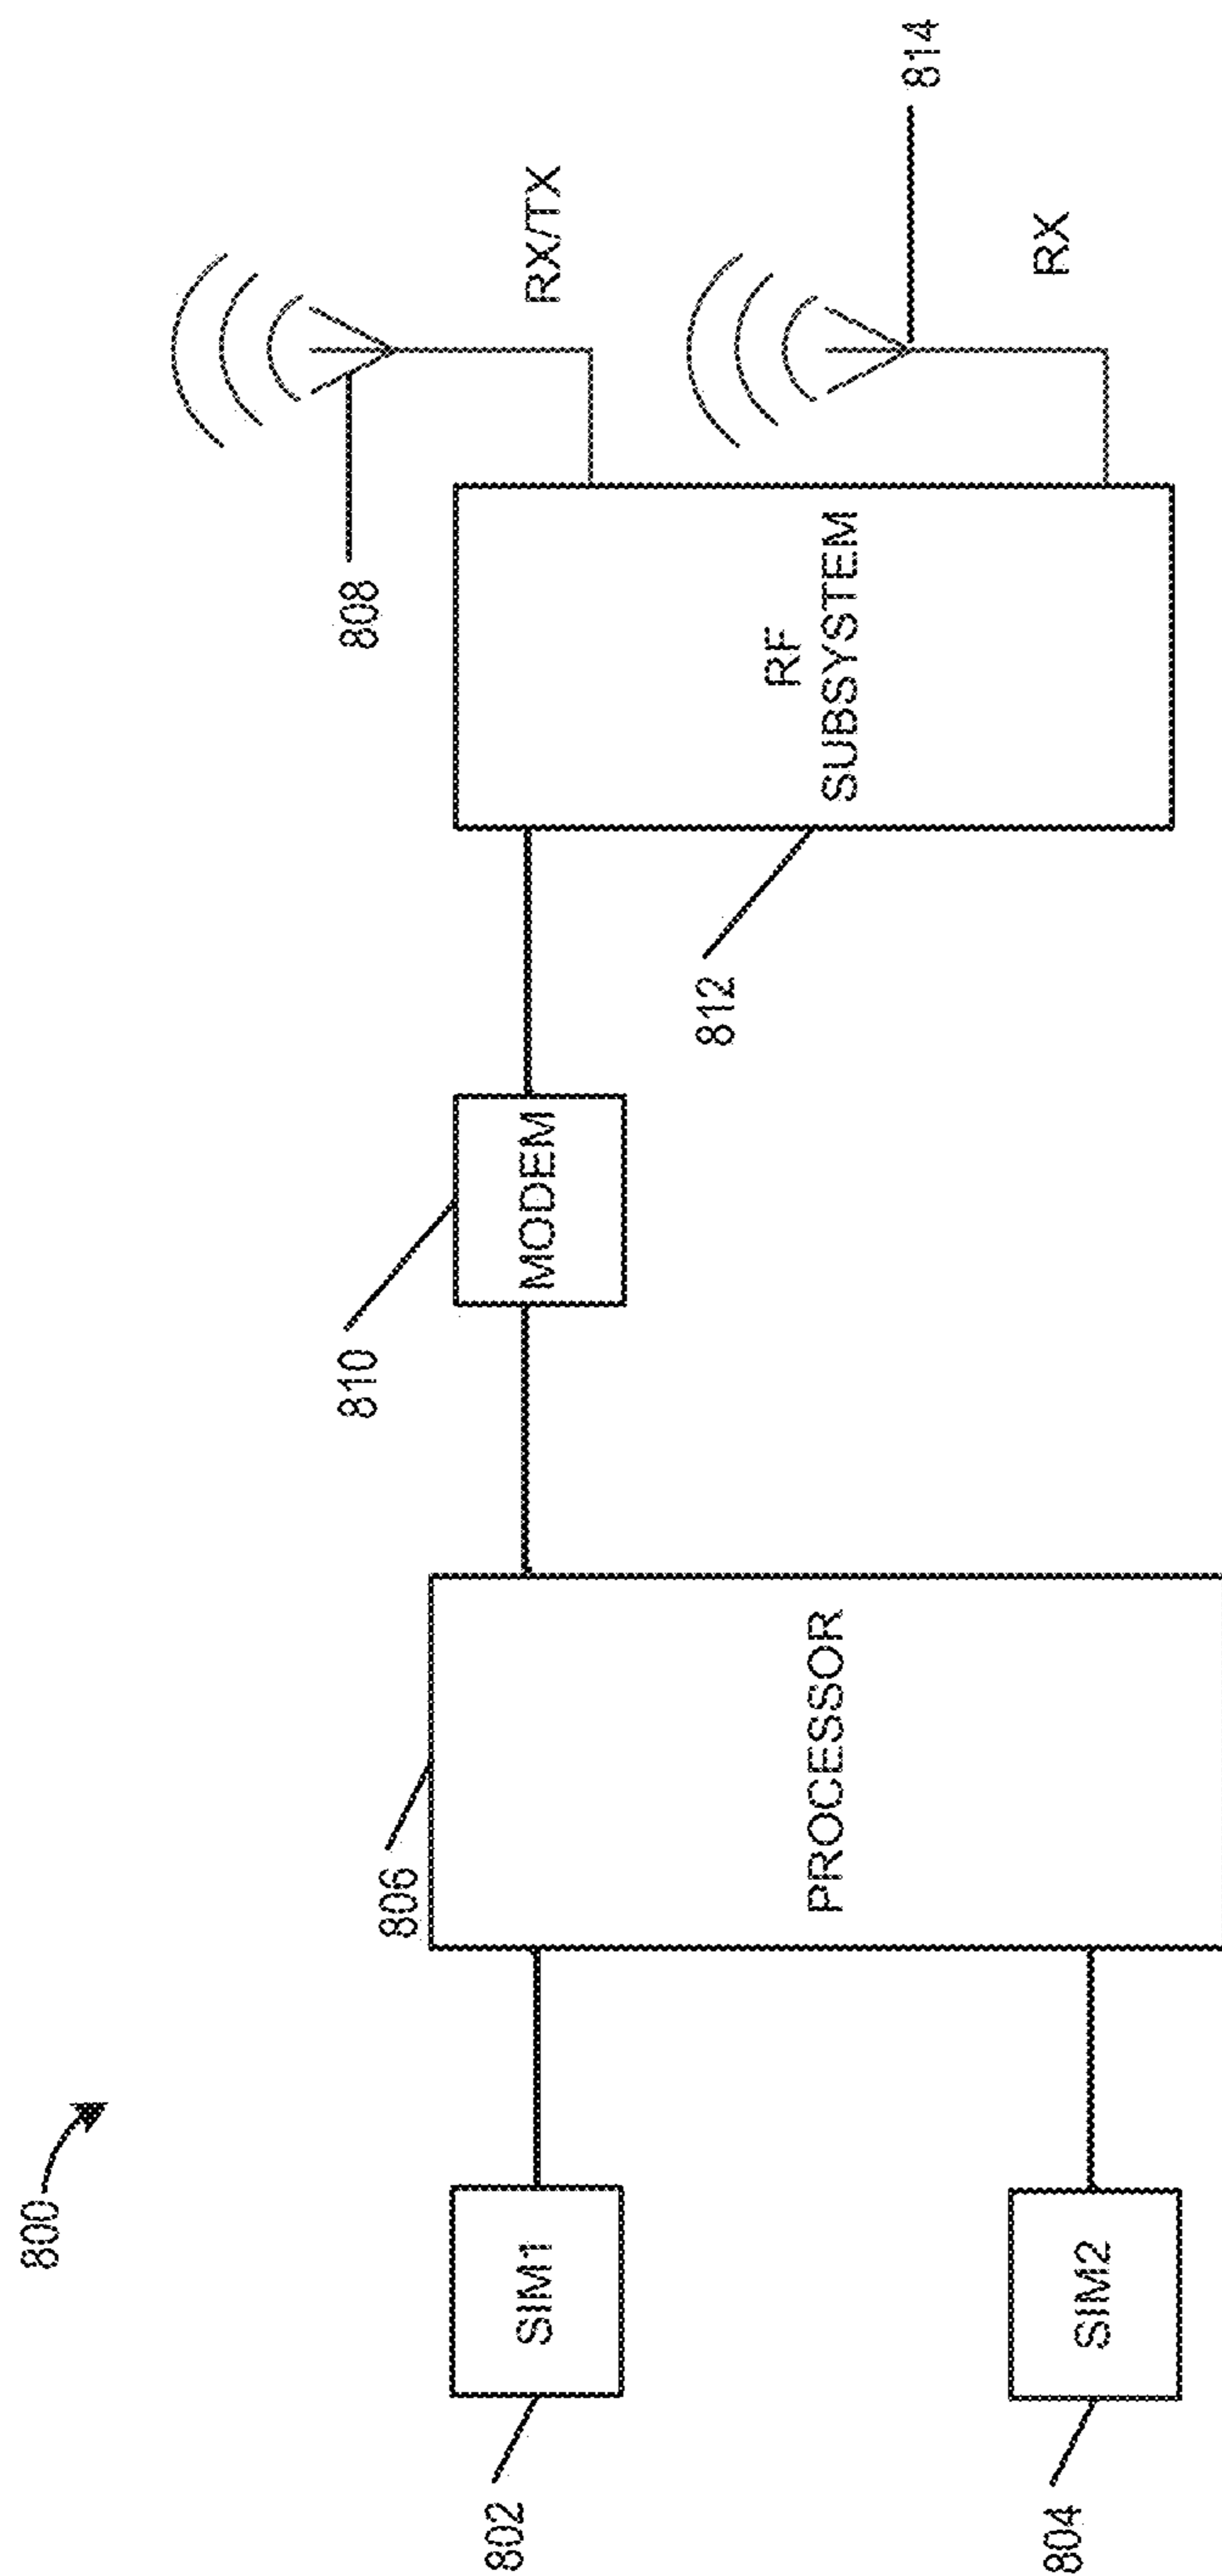 800
802
SIM1
804
SIM2
806
PROCESSOR
810
MODEM
812
RF
SUBSYSTEM
808
RX/TX
814
RX